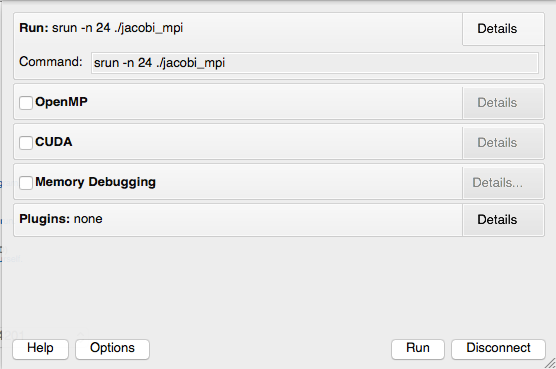 Run: srun -n 24 ./jacobi_mpi Details
Command: srun -n 24 ./jacobi_mpi
OpenMP Details
CUDA Details
Memory Debugging Details...
Plugins: none Details
Help Options Run Disconnect